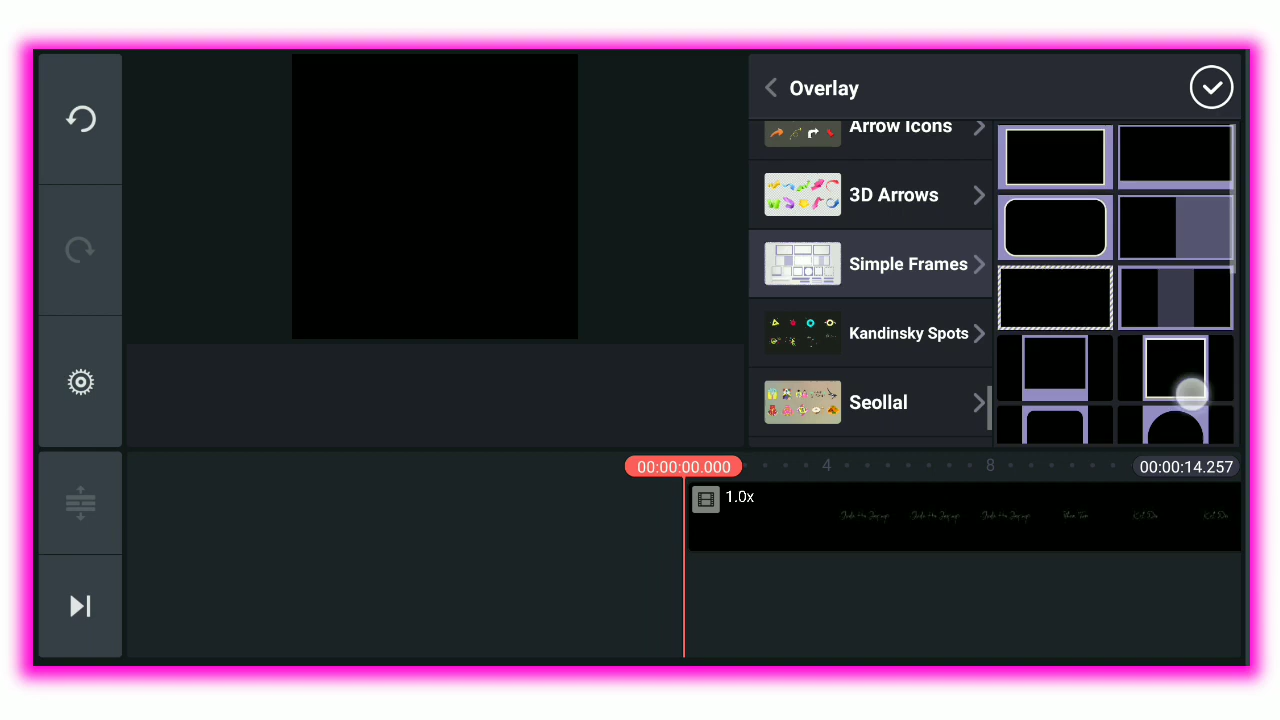 Overlay
Arrow Icons
3D Arrows
Simple Frames
Kandinsky Spots
Seollal
00:00:00.000
4
8
00:00:14.257
1.0x